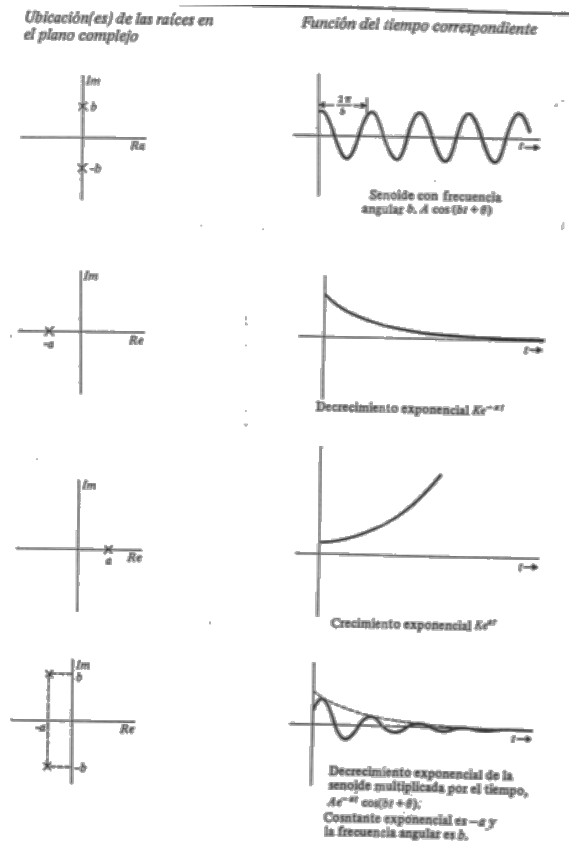 Ubicación(es) de las raíces en
el plano complejo
Función del tiempo correspondiente
Im
b
Re
-b
2π
b
t
Senoide con frecuencia
angular b. A cos(bt + θ)
Im
-a
Re
t
Decrecimiento exponencial Ke^-at
Im
a
Re
t
Crecimiento exponencial Ke^at
Im
b
-a
Re
-b
t
Decrecimiento exponencial de la
senoide multiplicada por el tiempo,
Ae^-at cos(bt + θ);
Constante exponencial es -a y
la frecuencia angular es b.